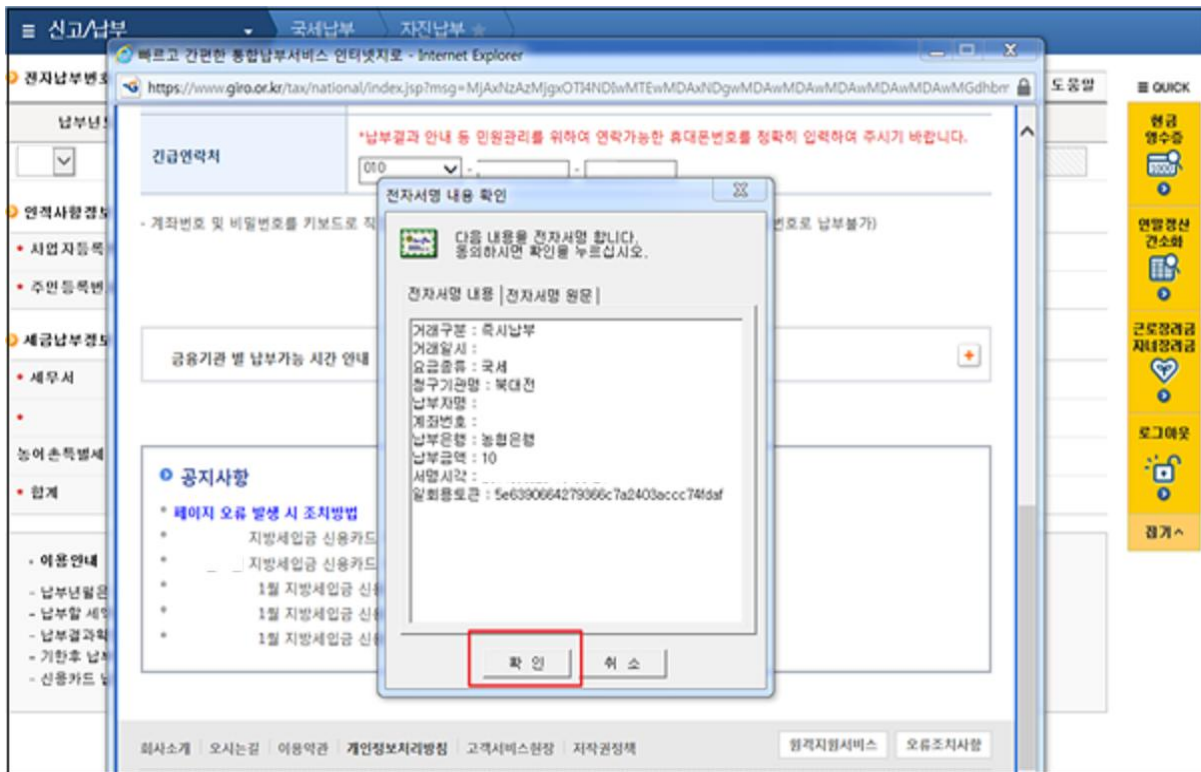 ≡ 신고/납부 국세납부 자진납부 ★
빠르고 간편한 통합납부서비스 인터넷지로 - Internet Explorer
전자납부번호
도움말
≡ QUICK
납부년
*납부결과 안내 등 민원관리를 위하여 연락가능한 휴대폰번호를 정확히 입력하여 주시기 바랍니다.
긴급연락처
010 - -
현금
영수증
인적사항정보
- 계좌번호 및 비밀번호를 키보드로 직
번호로 납부불가)
• 사업자등록
• 주민등록번
연말정산
간소화
전자서명 내용 확인
다음 내용을 전자서명 합니다.
동의하시면 확인을 누르십시오.
전자서명 내용 | 전자서명 원문 |
거래구분 : 즉시납부
거래일시 :
요금종류 : 국세
청구기관명 : 북대전
납부자명 :
계좌번호 :
납부은행 : 농협은행
납부금액 : 10
서명시각 :
일회용토큰 : 5e6390664279366c7a2403accc74fdaf
확 인 취 소
세금납부정보
• 세무서
농어촌특별세
• 합계
금융기관 별 납부가능 시간 안내 +
근로장려금
자녀장려금
로그아웃
접기 ^
공지사항
* 페이지 오류 발생 시 조치방법
* 지방세입금 신용카드
* 지방세입금 신용카드
* 1월 지방세입금 신용
* 1월 지방세입금 신용
* 1월 지방세입금 신용
· 이용안내
- 납부년월은
- 납부할 세
- 납부결과
- 기한후 납부
- 신용카드 납
회사소개 오시는길 이용약관 개인정보처리방침 고객서비스헌장 저작권정책
원격지원서비스 오류조치사항